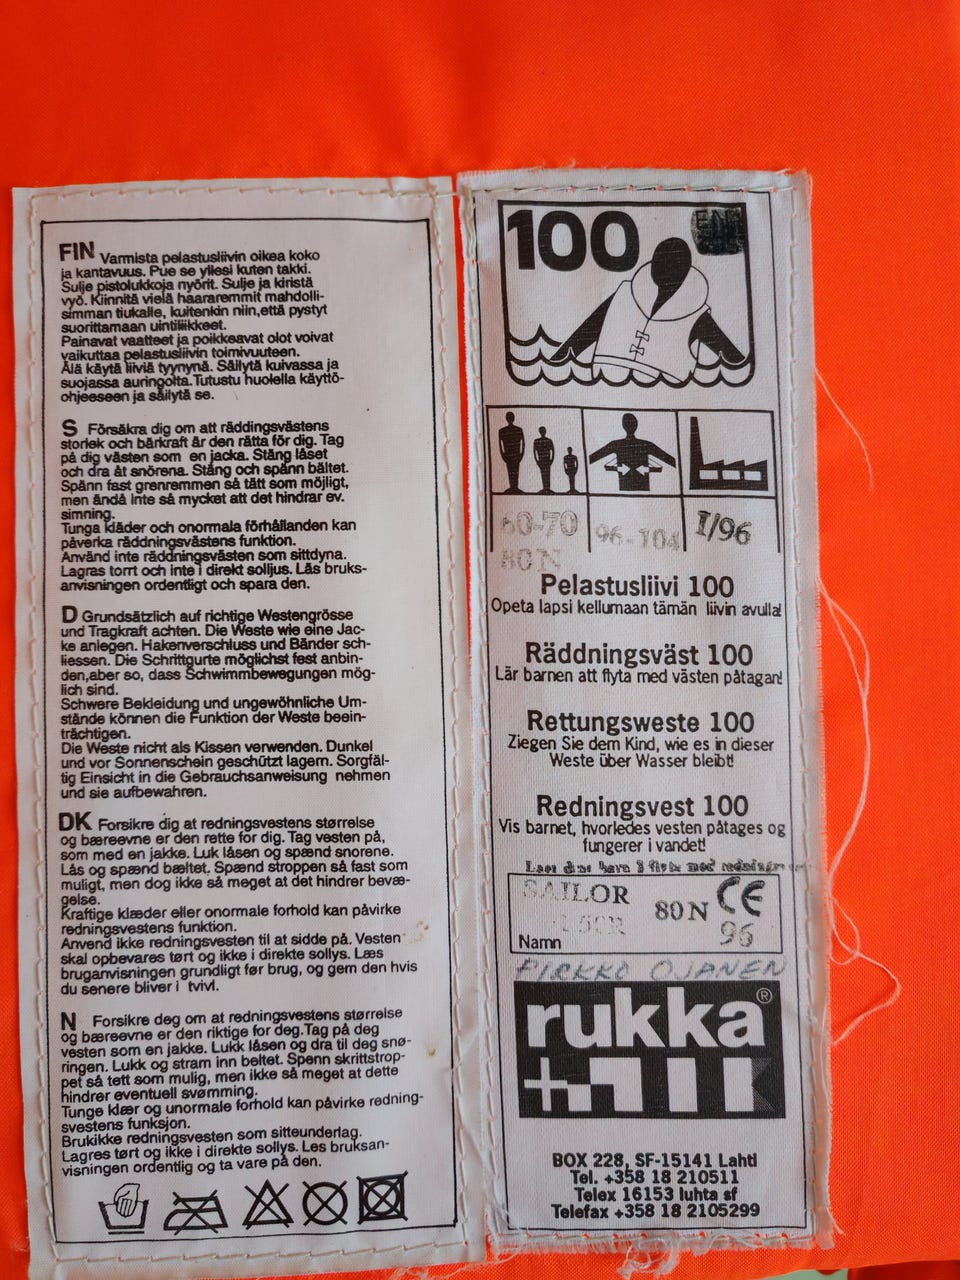 FIN Varmista pelastusliivin oikea koko
ja kantavuus. Pue se yllesi kuten takki.
Sulje pistolukkoja nyörit. Sulje ja kiristä
vyö. Kiinnitä vielä haararemmit mahdolli-
simman tiukalle, kuitenkin niin,että pystyt
suorittamaan uintiliikkeet.
Painavat vaatteet ja poikkeavat olot voivat
vaikuttaa pelastusliivin toimivuuteen.
Älä käytä liiviä tyynynä. Säilytä kuivassa ja
suojassa auringolta.Tutustu huolella käyttö-
ohjeeseen ja säilytä se.
S Försäkra dig om att räddingsvästens
storlek och bärkraft är den rätta för dig. Tag
på dig västen som en jacka. Stäng låset
och dra åt snörena. Stäng och spänn bältet.
Spänn fast grenremmen så tätt som möjligt,
men ändå inte så mycket att det hindrar ev.
simning.
Tunga kläder och onormala förhållanden kan
påverka räddningsvästens funktion.
Använd inte räddningsvästen som sittdyna.
Lagras torrt och inte i direkt solljus. Läs bruks-
anvisningen ordentligt och spara den.
D Grundsätzlich auf richtige Westengrösse
und Tragkraft achten. Die Weste wie eine Jac-
ke anlegen. Hakenverschluss und Bänder sch-
liessen. Die Schrittgurte möglichst fest anbin-
den,aber so, dass Schwimmbewegungen mög-
lich sind.
Schwere Bekleidung und ungewöhnliche Um-
stände können die Funktion der Weste beein-
trächtigen.
Die Weste nicht als Kissen verwenden. Dunkel
und vor Sonnenschein geschützt lagern. Sorgfäl-
tig Einsicht in die Gebrauchsanweisung nehmen
und sie aufbewahren.
DK Forsikre dig at redningsvestens størrelse
og bæreevne er den rette for dig. Tag vesten på,
som med en jakke. Luk låsen og spænd snorene.
Lås og spænd bæltet. Spænd stroppen så fast som
muligt, men dog ikke så meget at det hindrer bevæ-
gelse.
Kraftige klæder eller onormale forhold kan påvirke
redningsvestens funktion.
Anvend ikke redningsvesten til at sidde på. Vesten
skal opbevares tørt og ikke i direkte sollys. Læs
bruganvisningen grundligt før brug, og gem den hvis
du senere bliver i tvivl.
N Forsikre deg om at redningsvestens størrelse
og bæreevne er den riktige for deg.Tag på deg
vesten som en jakke. Lukk låsen og dra til deg snø-
ringen. Lukk og stram inn beltet. Spenn skrittstrop-
pet så tett som mulig, men ikke så meget at dette
hindrer eventuell svømming.
Tunge klær og unormale forhold kan påvirke redning-
svestens funksjon.
Brukikke redningsvesten som sitteunderlag.
Lagres tørt og ikke i direkte sollys. Les bruksan-
visningen ordentlig og ta vare på den.
100
60-70 96-104 I/96
80N
Pelastusliivi 100
Opeta lapsi kellumaan tämän liivin avulla!
Räddningsväst 100
Lär barnen att flyta med västen påtagan!
Rettungsweste 100
Ziegen Sie dem Kind, wie es in dieser
Weste über Wasser bleibt!
Redningsvest 100
Vis barnet, hvorledes vesten påtages og
fungerer i vandet!
SAILOR 80N CE
96
Namn
PIRKKO OJANEN
rukka®
BOX 228, SF-15141 Lahti
Tel. +358 18 210511
Telex 16153 luhta sf
Telefax +358 18 2105299